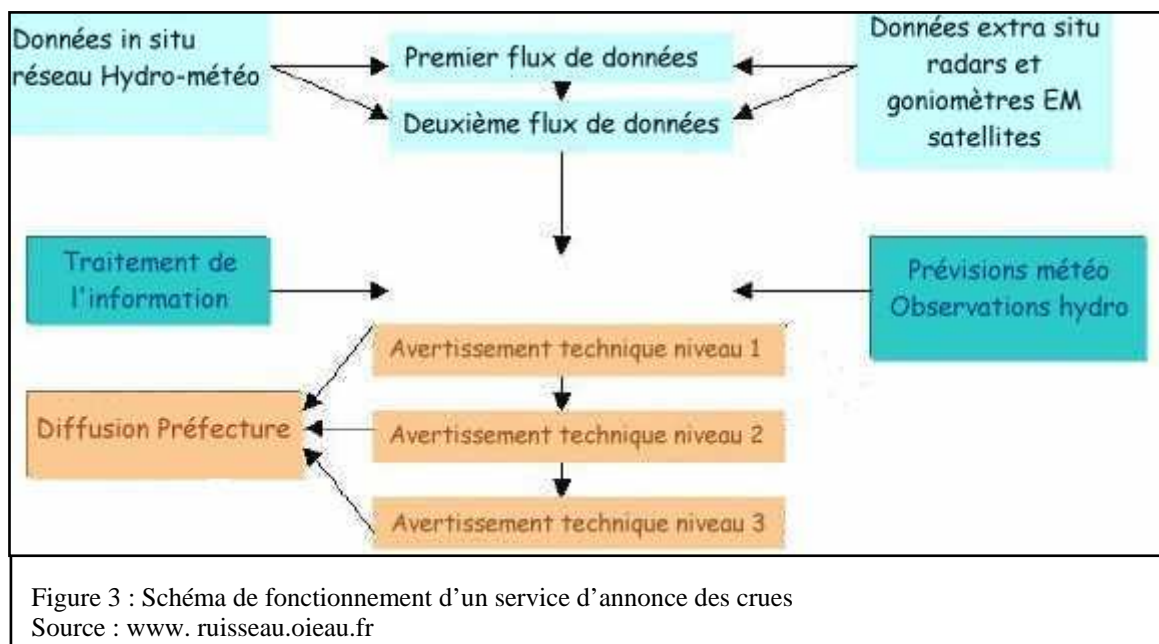 Données in situ
réseau Hydro-météo
Premier flux de données
Deuxième flux de données
Données extra situ
radars et
goniomètres EM
satellites
Traitement de
l'information
Prévisions météo
Observations hydro
Avertissement technique niveau 1
Diffusion Préfecture
Avertissement technique niveau 2
Avertissement technique niveau 3
Figure 3 : Schéma de fonctionnement d'un service d'annonce des crues
Source : www. ruisseau.oieau.fr